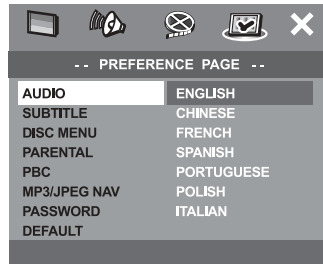 -- PREFERENCE PAGE --
AUDIO ENGLISH
SUBTITLE CHINESE
DISC MENU FRENCH
PARENTAL SPANISH
PBC PORTUGUESE
MP3/JPEG NAV POLISH
PASSWORD ITALIAN
DEFAULT